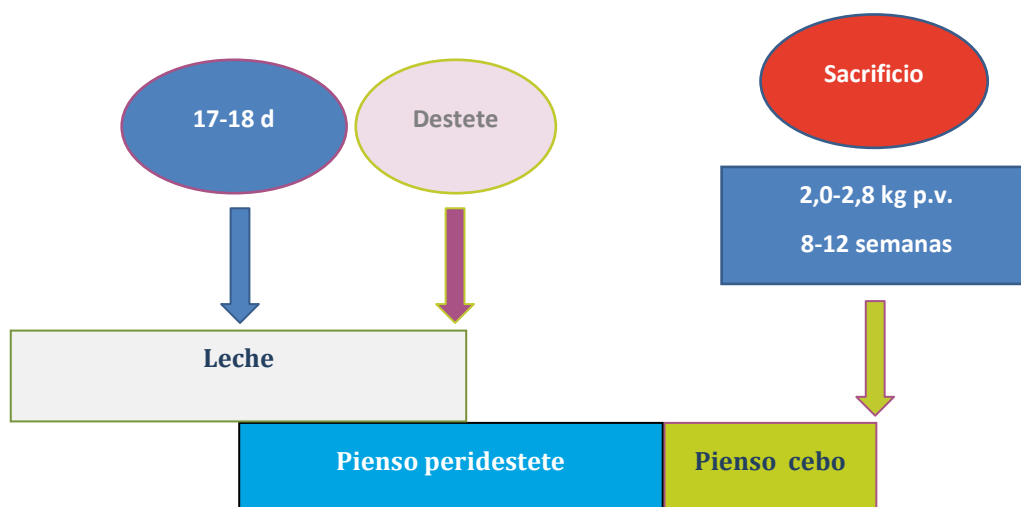 17-18 d
Destete
Sacrificio
2,0-2,8 kg p.v.
8-12 semanas
Leche
Pienso peridestete
Pienso cebo